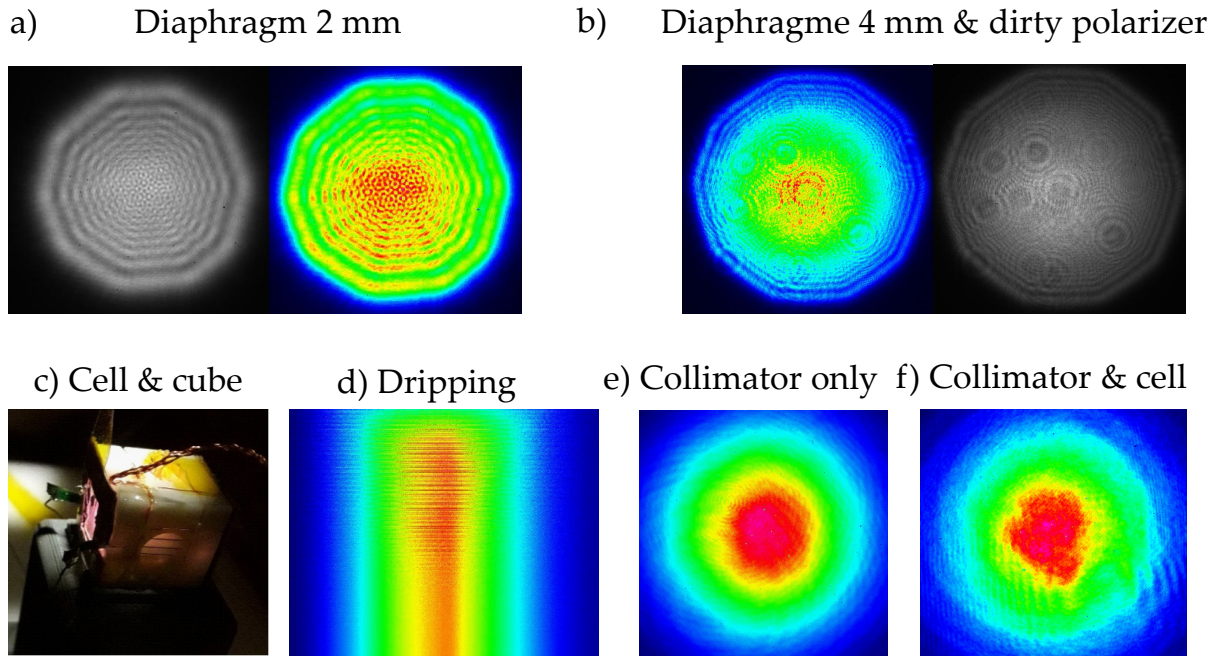 a) Diaphragm 2 mm
b) Diaphragme 4 mm & dirty polarizer
c) Cell & cube
d) Dripping
e) Collimator only
f) Collimator & cell